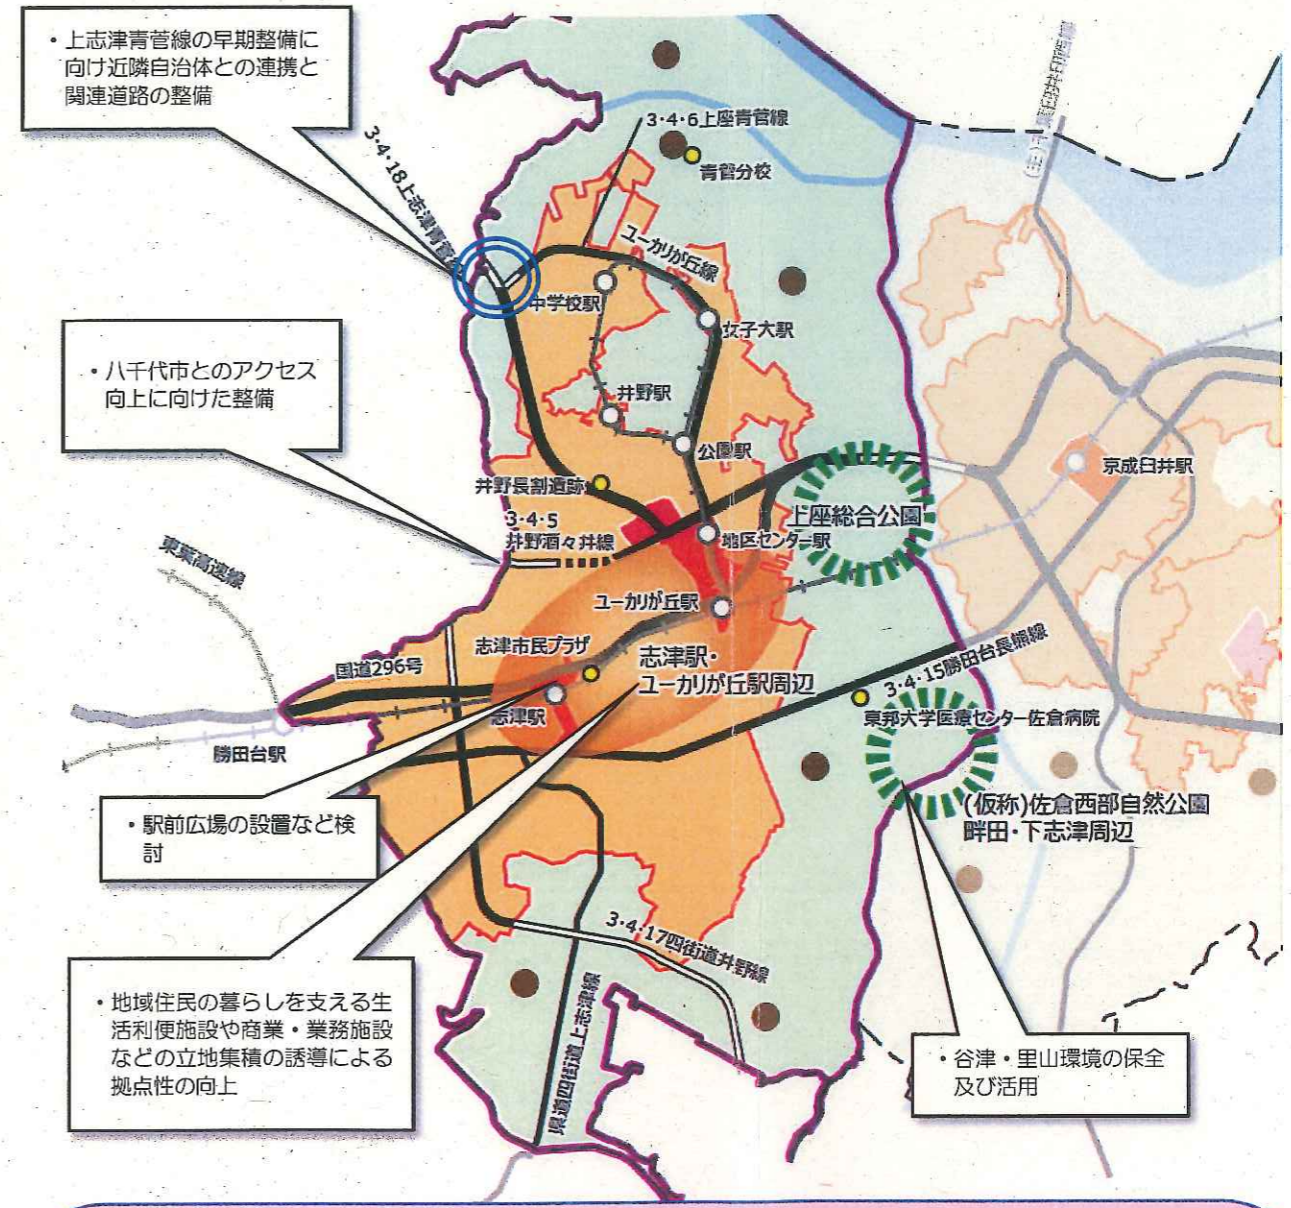 ・上志津青菅線の早期整備に
向け近隣自治体との連携と
関連道路の整備
3・4・18上志津青菅線
3・4・6上座青菅線
青菅分校
ユーカリが丘線
中学校駅
女子大駅
・八千代市とのアクセス
向上に向けた整備
井野駅
公園駅
京成臼井駅
井野長割遺跡
上座総合公園
3・4・5
井野酒々井線
地区センター駅
東葉高速線
ユーカリが丘駅
志津市民プラザ
志津駅・
ユーカリが丘駅周辺
国道296号
3・4・15勝田台長熊線
志津駅
東邦大学医療センター佐倉病院
勝田台駅
(仮称)佐倉西部自然公園
畔田・下志津周辺
・駅前広場の設置など検
討
3・4・17四街道井野線
県道四街道上志津線
・地域住民の暮らしを支える生
活利便施設や商業・業務施設
などの立地集積の誘導による
拠点性の向上
・谷津・里山環境の保全
及び活用